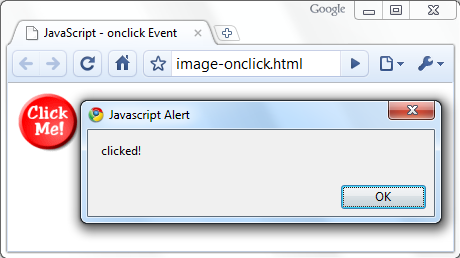 Google
JavaScript - onclick Event
image-onclick.html
Click
Me!
Javascript Alert
clicked!
OK